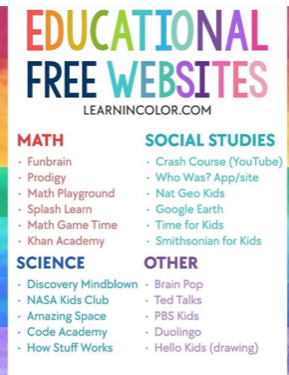 EDUCATIONAL
FREE WEBSITES
LEARNINCOLOR.COM
MATH
· Funbrain
· Prodigy
· Math Playground
· Splash Learn
· Math Game Time
· Khan Academy
SOCIAL STUDIES
· Crash Course (YouTube)
· Who Was? App/site
· Nat Geo Kids
· Google Earth
· Time for Kids
· Smithsonian for Kids
SCIENCE
· Discovery Mindblown
· NASA Kids Club
· Amazing Space
· Code Academy
· How Stuff Works
OTHER
· Brain Pop
· Ted Talks
· PBS Kids
· Duolingo
· Hello Kids (drawing)